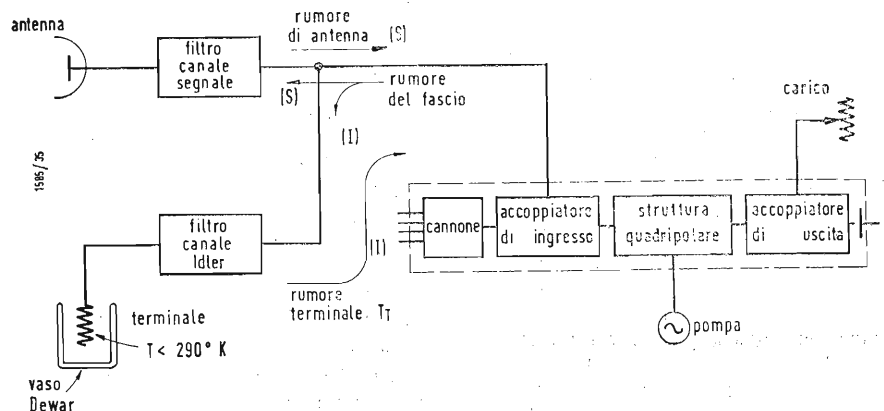 antenna
filtro
canale
segnale
rumore
di antenna (S)
(S)
rumore
del fascio
(I)
carico
1585/35
cannone
accoppiatore
di ingresso
struttura
quadripolare
accoppiatore
di uscita
(I)
filtro
canale
Idler
rumore
terminale T_T
terminale
T < 290° K
pompa
vaso
Dewar